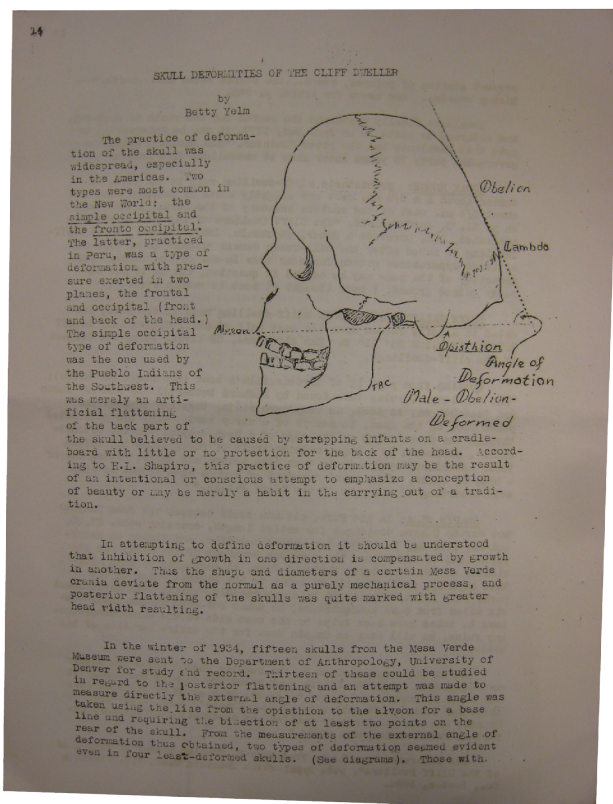 24
SKULL DEFORMITIES OF THE CLIFF DWELLER
by
Betty Yelm
The practice of deforma-
tion of the skull was
widespread, especially
in the Americas. Two
types were most common in
the New World: the
simple occipital and
the fronto occipital.
The latter, practiced
in Peru, was a type of
deformation with pres-
sure exerted in two
planes, the frontal
and occipital (front
and back of the head.)
The simple occipital
type of deformation
was the one used by
the Pueblo Indians of
the Southwest. This
was merely an arti-
ficial flattening
of the back part of
the skull believed to be caused by strapping infants on a cradle-
board with little or no protection for the back of the head. Accord-
ing to H.L. Shapiro, this practice of deformation may be the result
of an intentional or conscious attempt to emphasize a conception
of beauty or may be merely a habit in the carrying out of a tradi-
tion.
Obelion
Lambda
Alveon
Opisthion
Angle of
Deformation
TAC
Male - Obelion-
Deformed
In attempting to define deformation it should be understood
that inhibition of growth in one direction is compensated by growth
in another. Thus the shape and diameters of a certain Mesa Verde
crania deviate from the normal as a purely mechanical process, and
posterior flattening of the skulls was quite marked with greater
head width resulting.
In the winter of 1934, fifteen skulls from the Mesa Verde
Museum were sent to the Department of Anthropology, University of
Denver for study and record. Thirteen of these could be studied
in regard to the posterior flattening and an attempt was made to
measure directly the external angle of deformation. This angle was
taken using the line from the opisthion to the alveon for a base
line and requiring the bisection of at least two points on the
rear of the skull. From the measurements of the external angle of
deformation thus obtained, two types of deformation seemed evident
even in four least-deformed skulls. (See diagrams). Those with